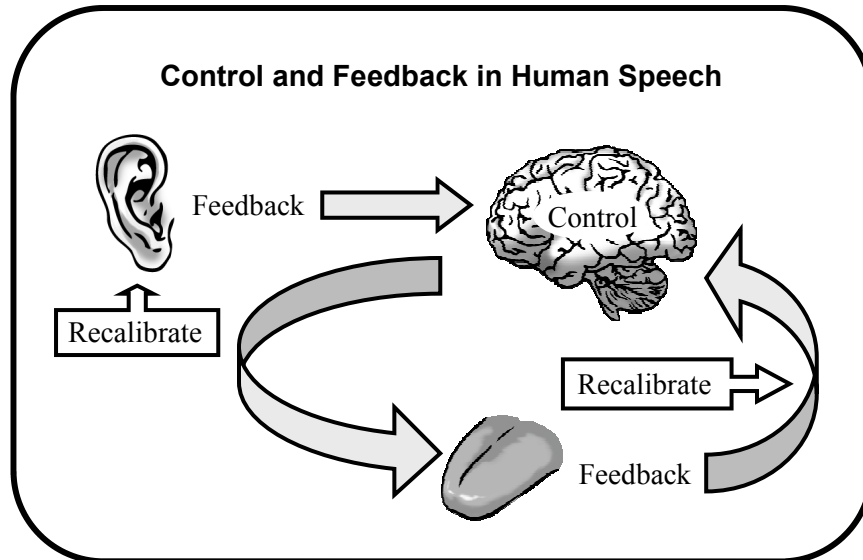 Control and Feedback in Human Speech
Feedback
Control
Recalibrate
Recalibrate
Feedback